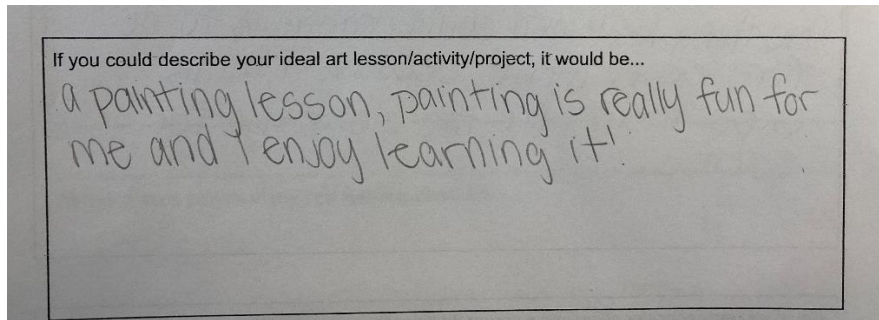 If you could describe your ideal art lesson/activity/project, it would be...
a painting lesson, painting is really fun for
me and I enjoy learning it!